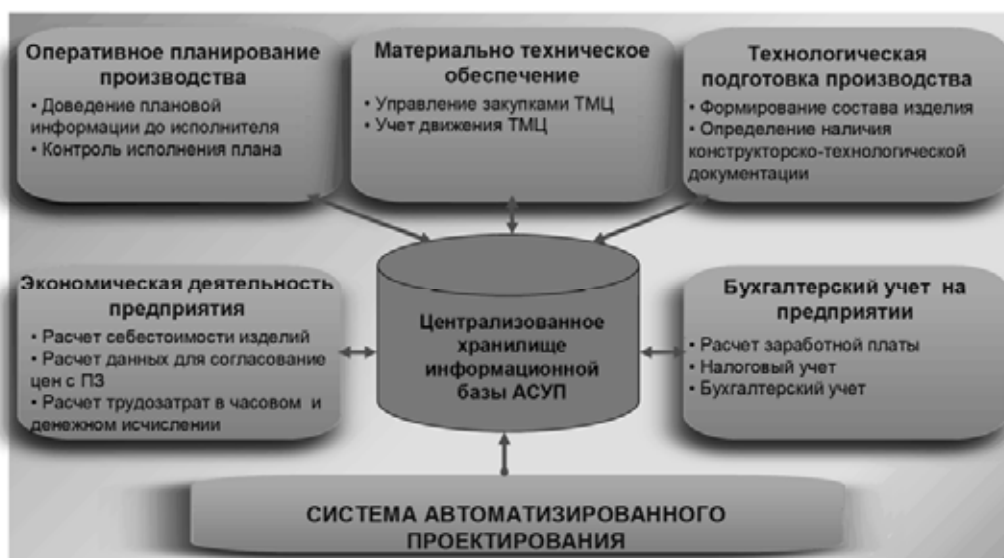 Оперативное планирование
производства
• Доведение плановой
информации до исполнителя
• Контроль исполнения плана
Материально техническое
обеспечение
• Управление закупками ТМЦ
• Учет движения ТМЦ
Технологическая
подготовка производства
• Формирование состава изделия
• Определение наличия
конструкторско-технологической
документации
Экономическая деятельность
предприятия
• Расчет себестоимости изделий
• Расчет данных для согласование
цен с ПЗ
• Расчет трудозатрат в часовом и
денежном исчислении
Централизованное
хранилище
информационной
базы АСУП
Бухгалтерский учет на
предприятии
• Расчет заработной платы
• Налоговый учет
• Бухгалтерский учет
СИСТЕМА АВТОМАТИЗИРОВАННОГО
ПРОЕКТИРОВАНИЯ